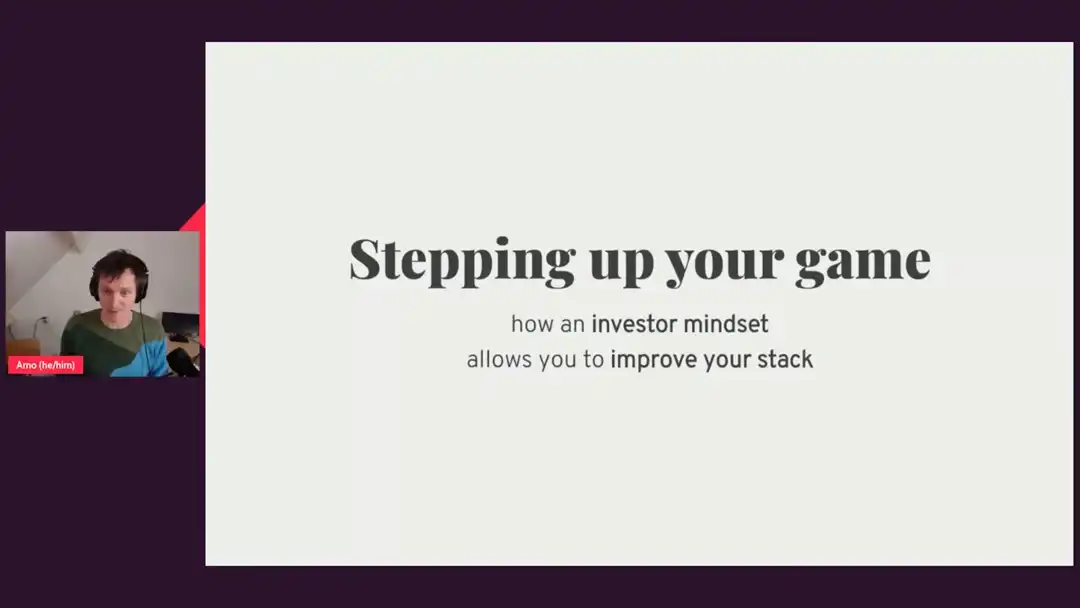 Stepping up your game
how an investor mindset
allows you to improve your stack
Arno (he/him)